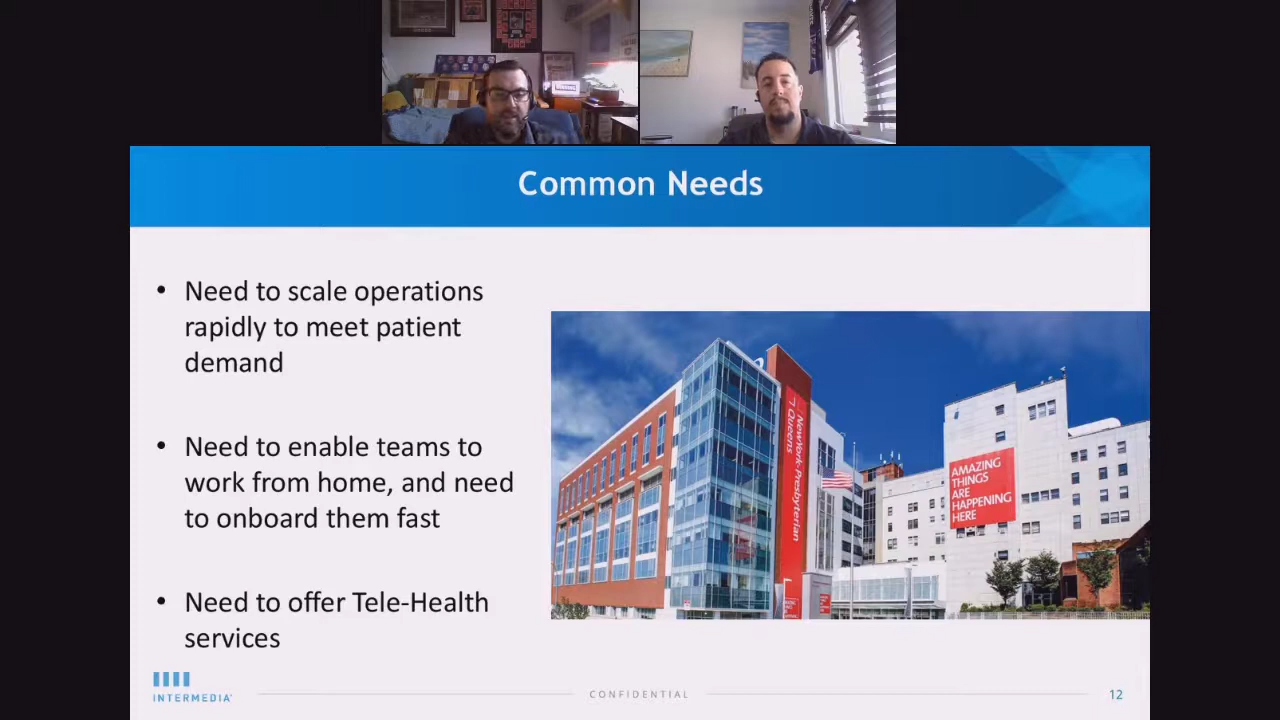 Common Needs
• Need to scale operations
rapidly to meet patient
demand
• Need to enable teams to
work from home, and need
to onboard them fast
• Need to offer Tele-Health
services
NewYork-Presbyterian
Queens
AMAZING
THINGS
ARE
HAPPENING
HERE
INTERMEDIA
CONFIDENTIAL
12